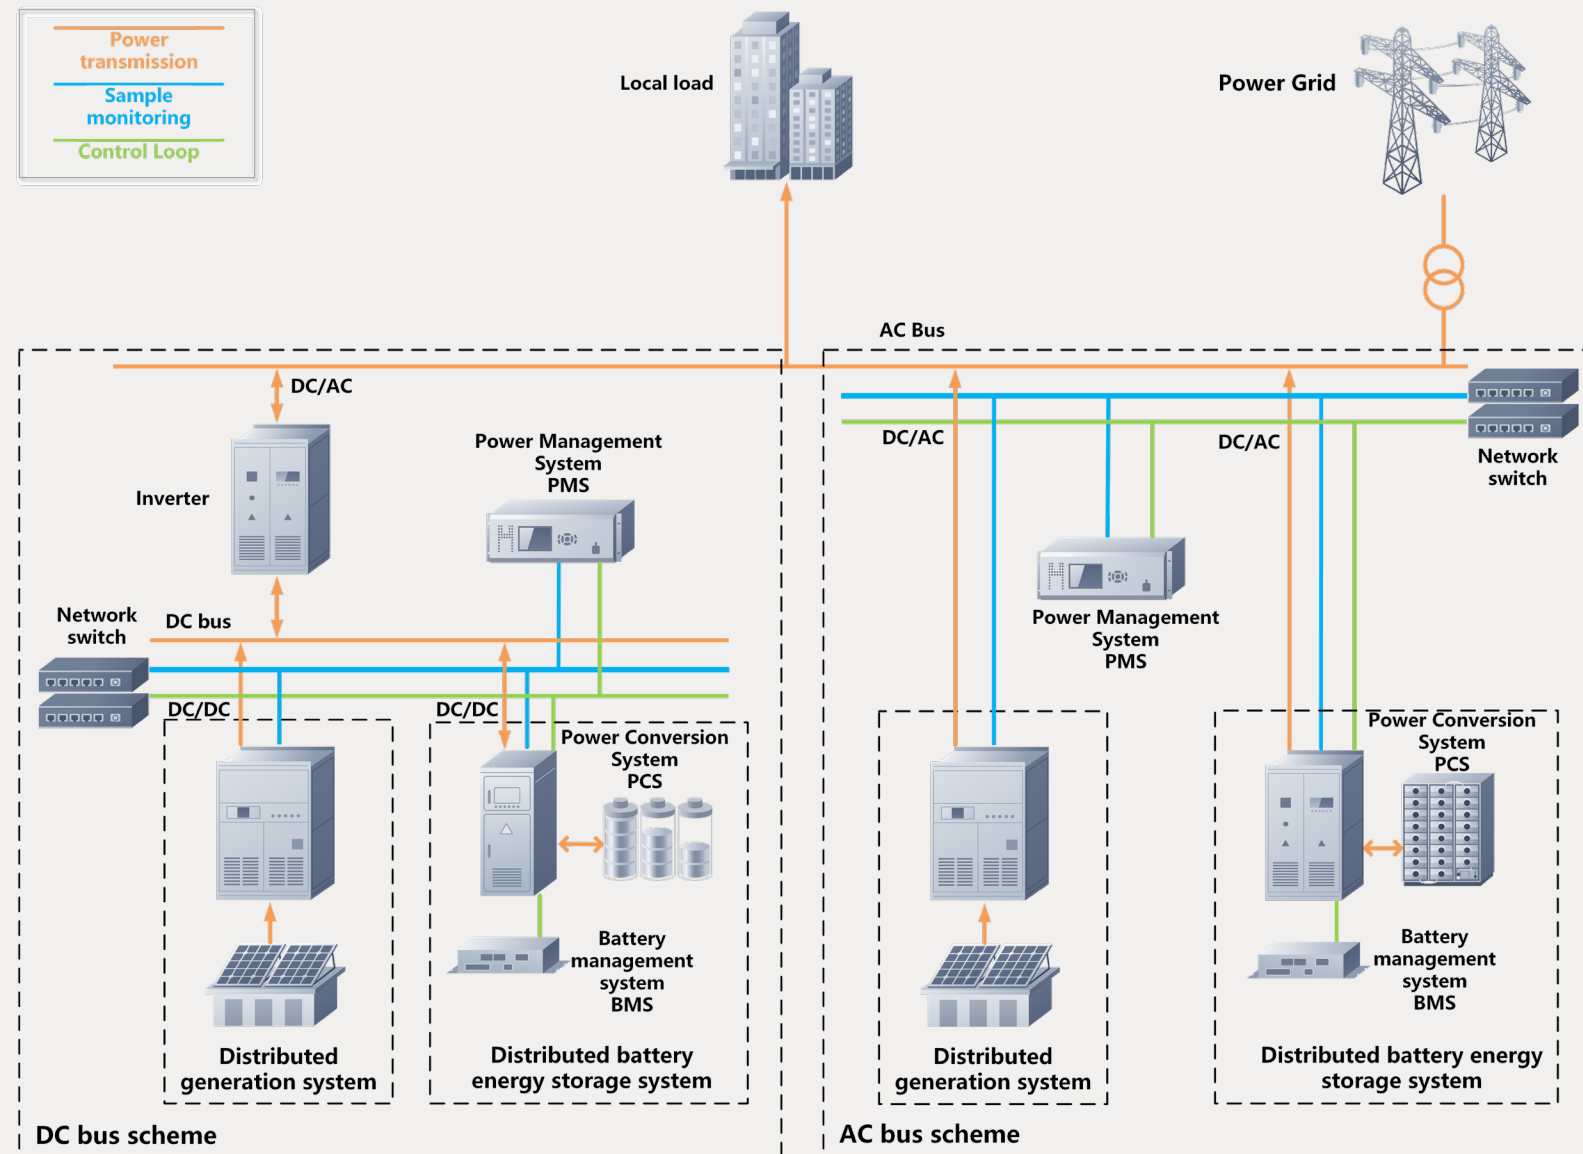 Power
transmission
Sample
monitoring
Control Loop
Local load
Power Grid
AC Bus
DC/AC
Inverter
Power Management
System
PMS
Network
switch
DC bus
DC/DC
DC/DC
Power Conversion
System
PCS
Battery
management
system
BMS
Distributed
generation system
Distributed battery
energy storage system
DC bus scheme
DC/AC
DC/AC
Network
switch
Power Management
System
PMS
Power Conversion
System
PCS
Battery
management
system
BMS
Distributed
generation system
Distributed battery energy
storage system
AC bus scheme